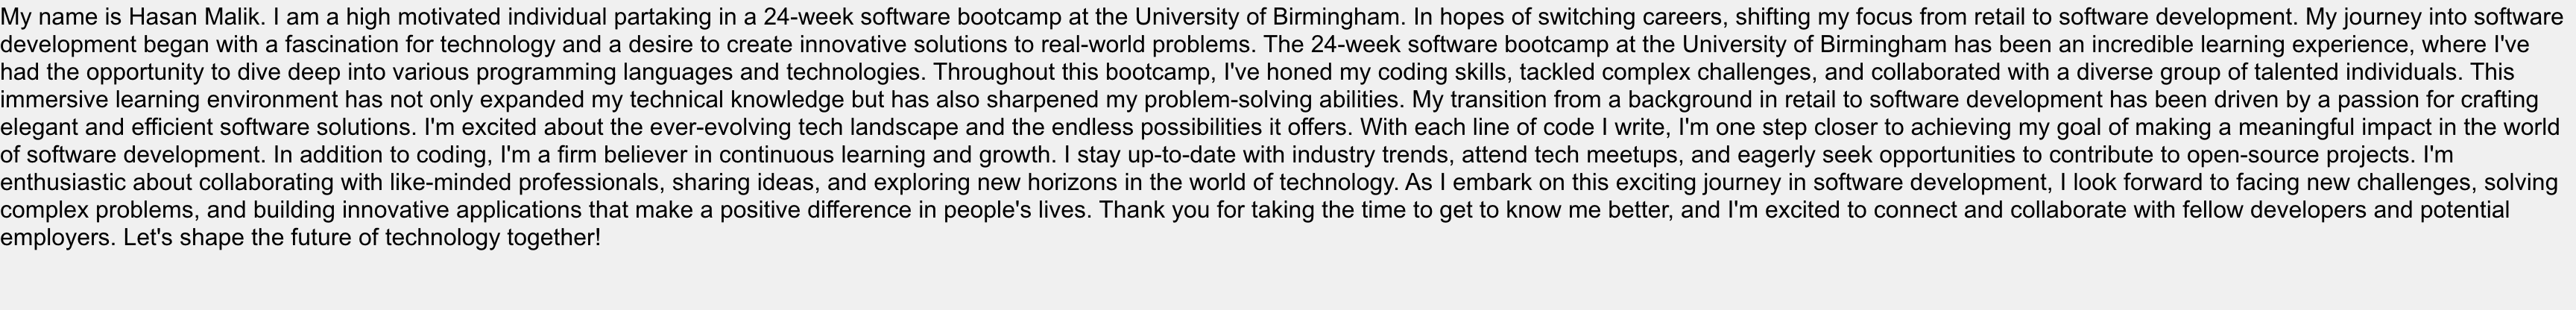 My name is Hasan Malik. I am a high motivated individual partaking in a 24-week software bootcamp at the University of Birmingham. In hopes of switching careers, shifting my focus from retail to software development. My journey into software
development began with a fascination for technology and a desire to create innovative solutions to real-world problems. The 24-week software bootcamp at the University of Birmingham has been an incredible learning experience, where I've
had the opportunity to dive deep into various programming languages and technologies. Throughout this bootcamp, I've honed my coding skills, tackled complex challenges, and collaborated with a diverse group of talented individuals. This
immersive learning environment has not only expanded my technical knowledge but has also sharpened my problem-solving abilities. My transition from a background in retail to software development has been driven by a passion for crafting
elegant and efficient software solutions. I'm excited about the ever-evolving tech landscape and the endless possibilities it offers. With each line of code I write, I'm one step closer to achieving my goal of making a meaningful impact in the world
of software development. In addition to coding, I'm a firm believer in continuous learning and growth. I stay up-to-date with industry trends, attend tech meetups, and eagerly seek opportunities to contribute to open-source projects. I'm
enthusiastic about collaborating with like-minded professionals, sharing ideas, and exploring new horizons in the world of technology. As I embark on this exciting journey in software development, I look forward to facing new challenges, solving
complex problems, and building innovative applications that make a positive difference in people's lives. Thank you for taking the time to get to know me better, and I'm excited to connect and collaborate with fellow developers and potential
employers. Let's shape the future of technology together!